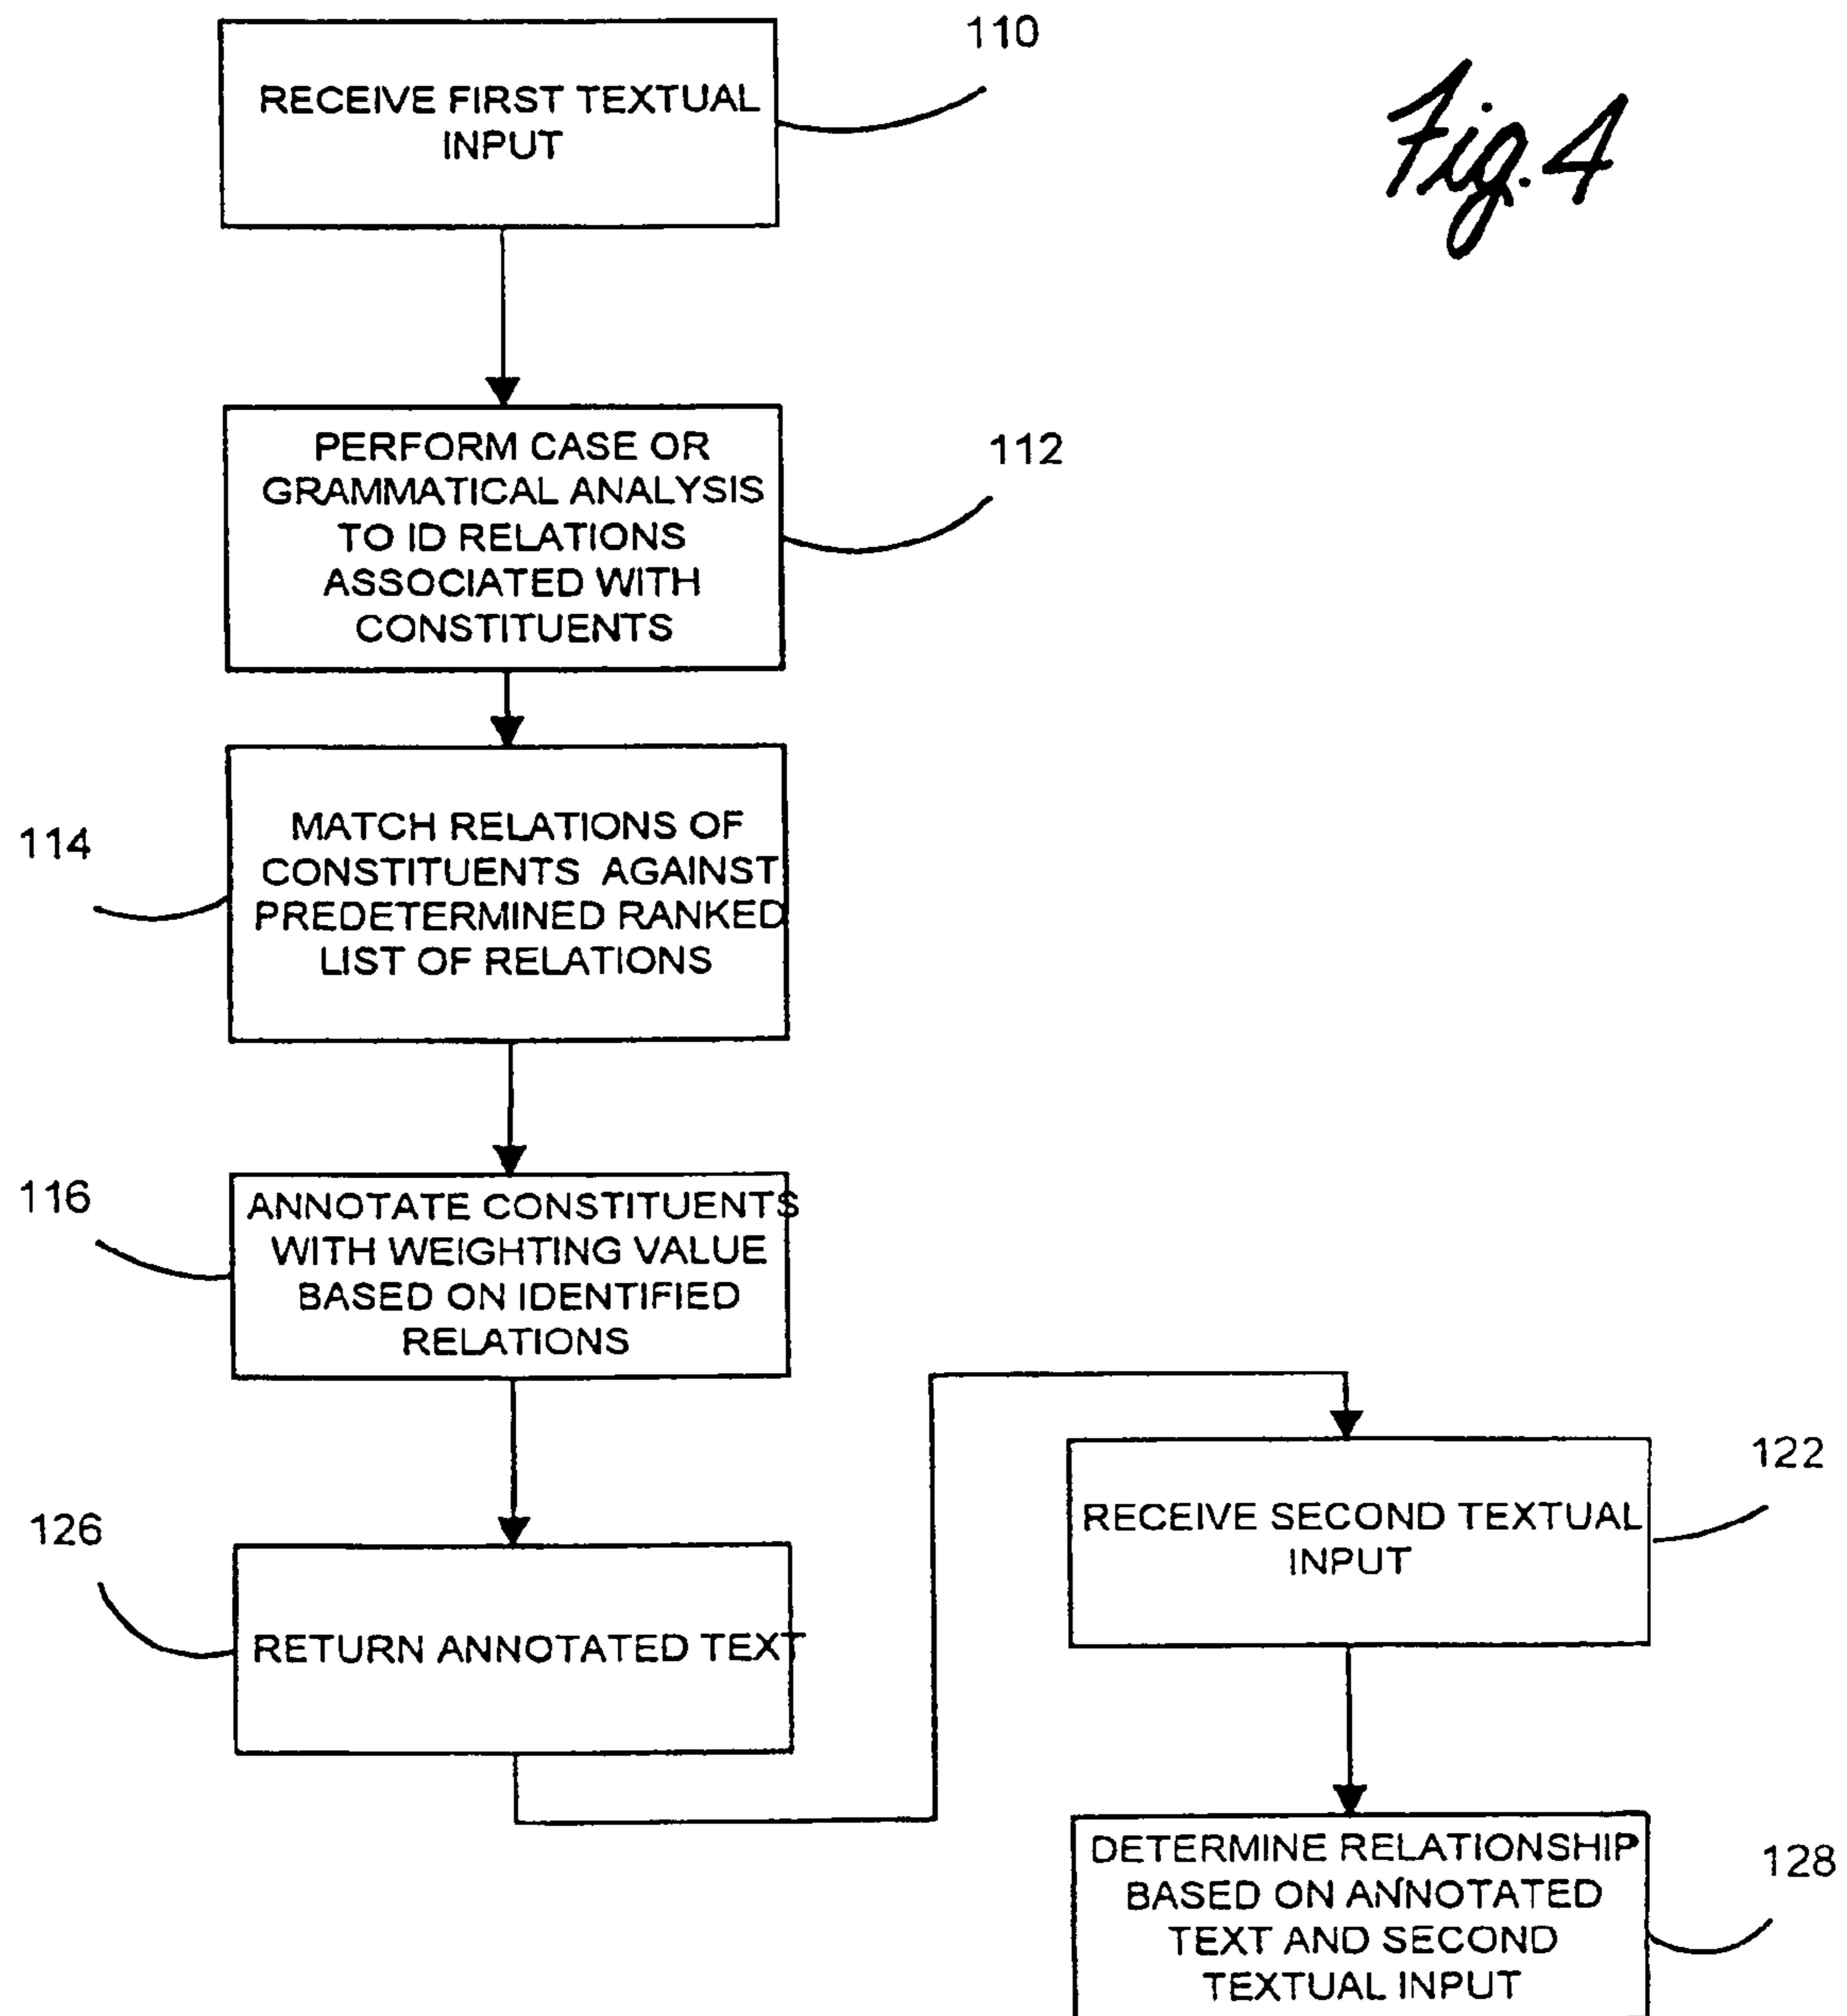 110
Fig. 4
RECEIVE FIRST TEXTUAL
INPUT
PERFORM CASE OR
GRAMMATICAL ANALYSIS
TO ID RELATIONS
ASSOCIATED WITH
CONSTITUENTS
112
114
MATCH RELATIONS OF
CONSTITUENTS AGAINST
PREDETERMINED RANKED
LIST OF RELATIONS
116
ANNOTATE CONSTITUENTS
WITH WEIGHTING VALUE
BASED ON IDENTIFIED
RELATIONS
126
RETURN ANNOTATED TEXT
122
RECEIVE SECOND TEXTUAL
INPUT
DETERMINE RELATIONSHIP
BASED ON ANNOTATED
TEXT AND SECOND
TEXTUAL INPUT
128